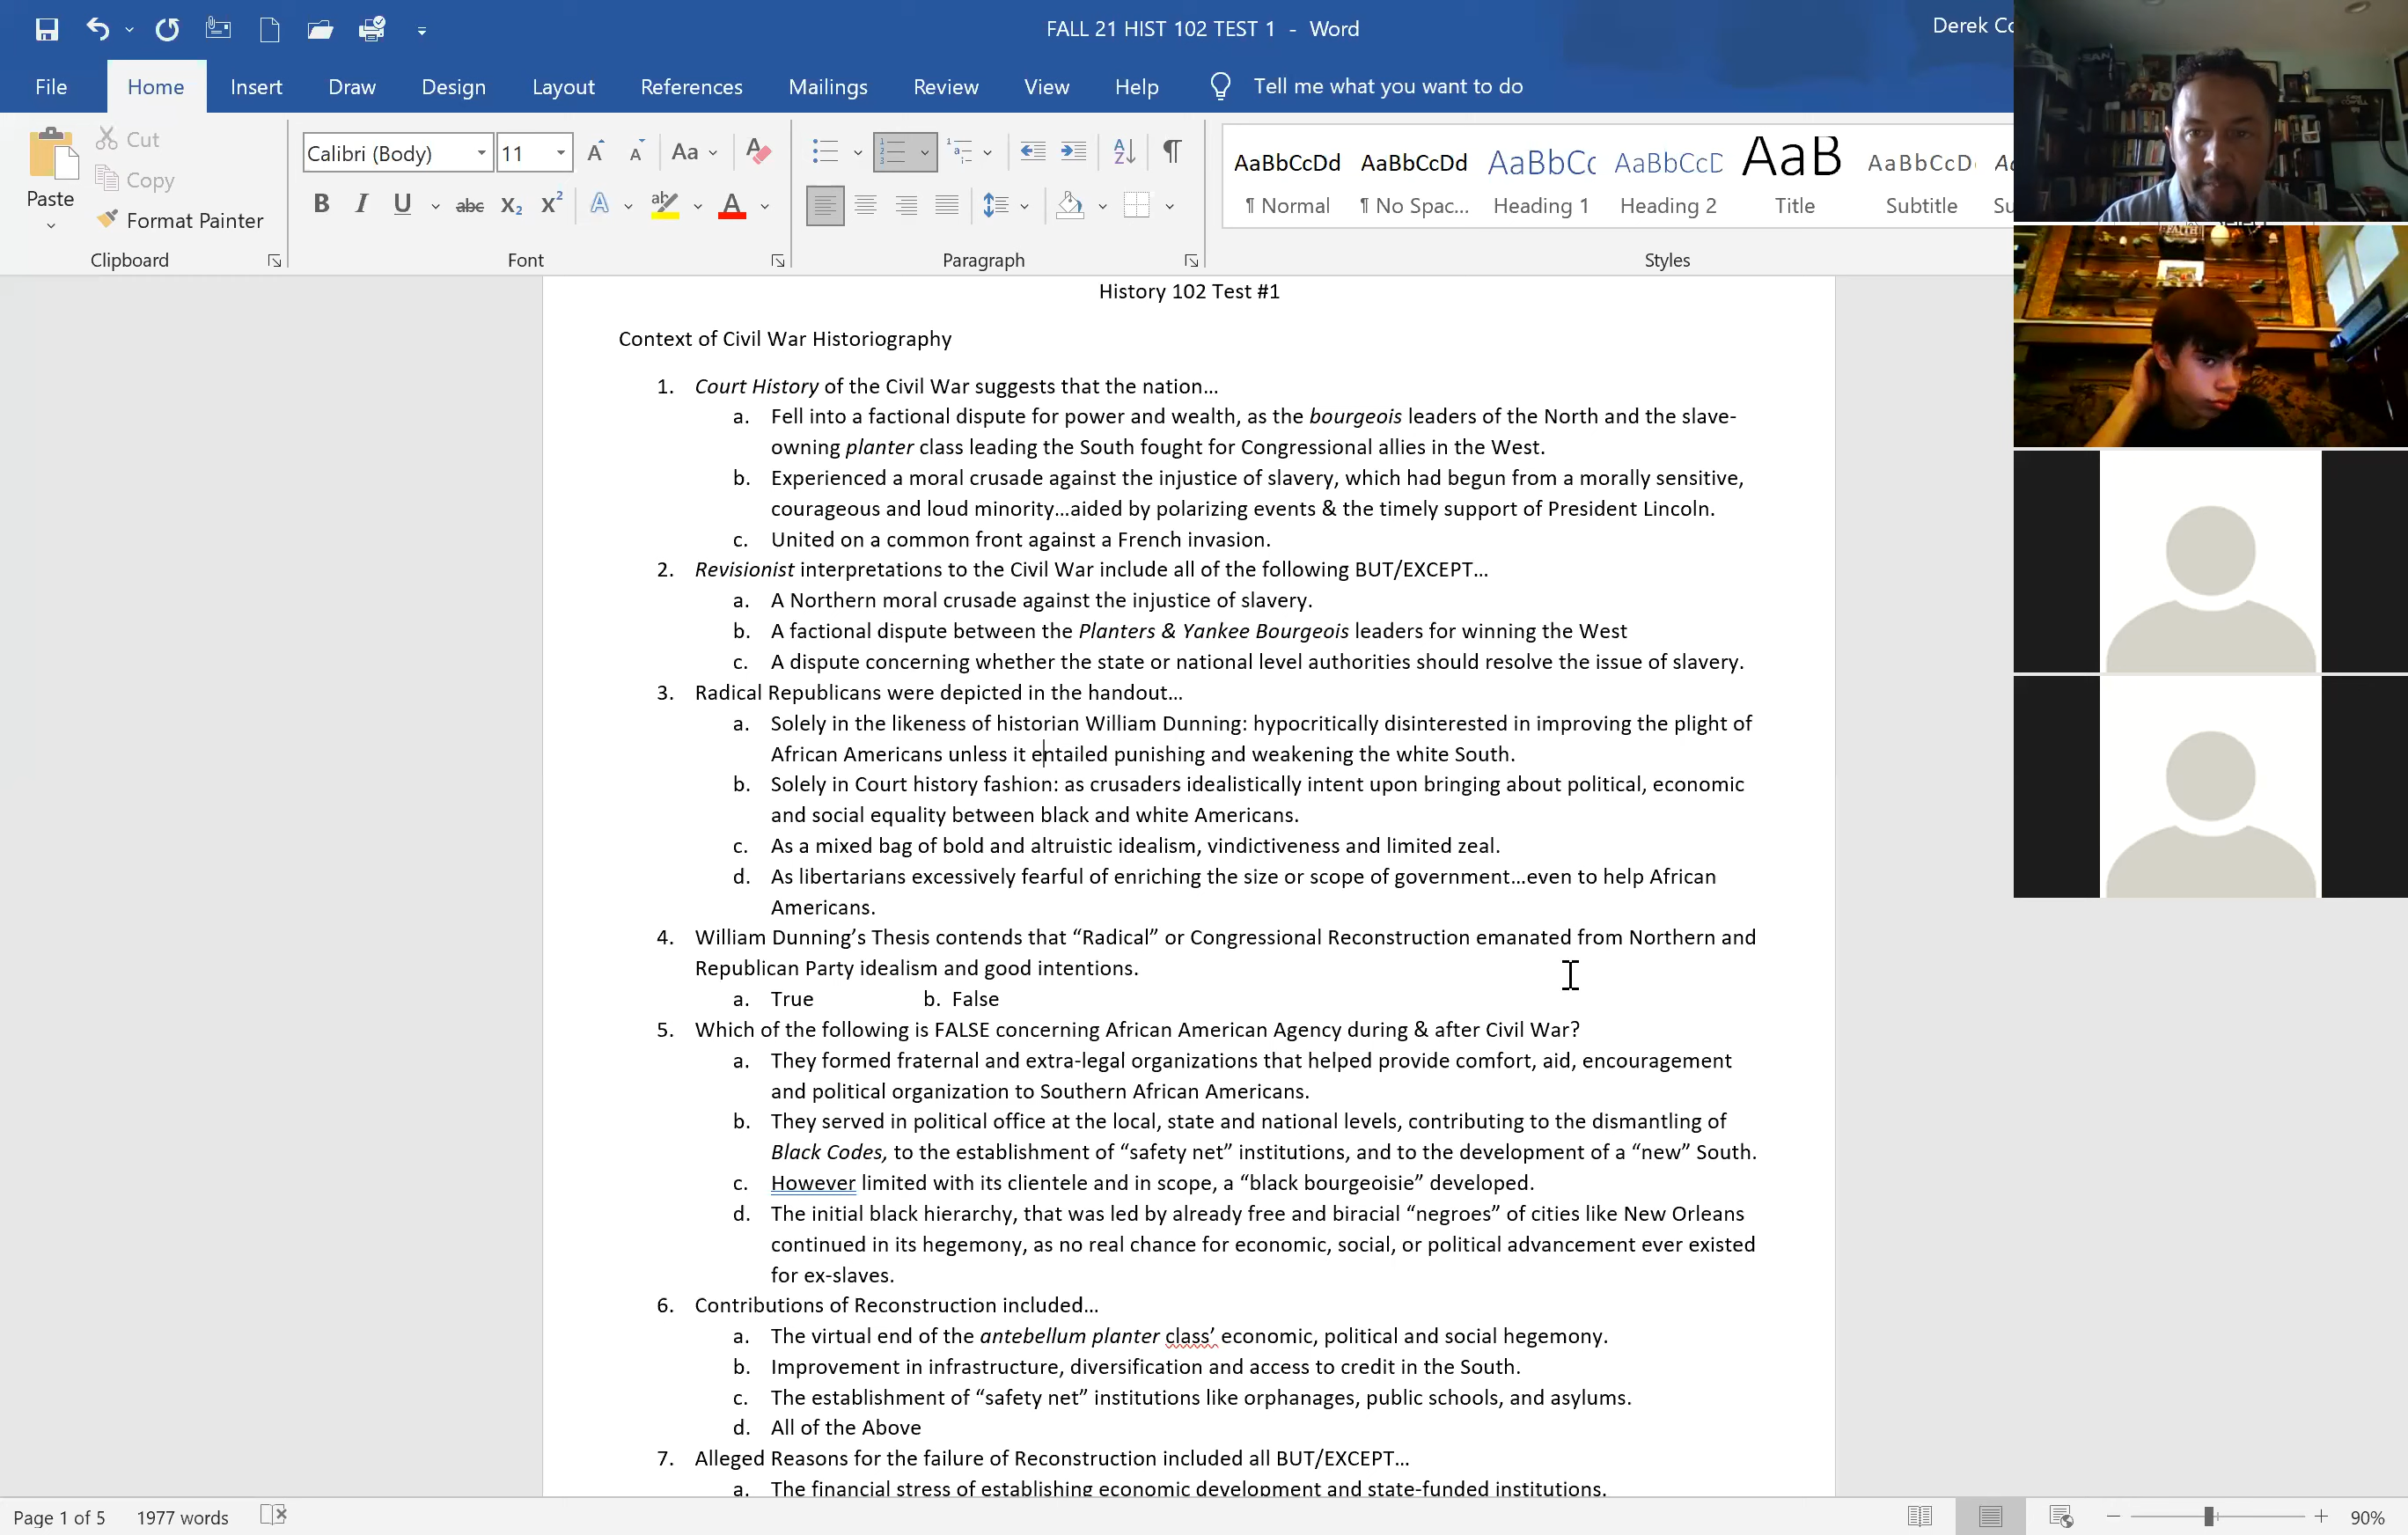 FALL 21 HIST 102 TEST 1 - Word
Derek Co
File Home Insert Draw Design Layout References Mailings Review View Help Tell me what you want to do
Paste
Cut
Copy
Format Painter
Clipboard
Calibri (Body) 11
Font
Paragraph
AaBbCcDd AaBbCcDd AaBbCc AaBbCcD AaB AaBbCcD
¶ Normal ¶ No Spac... Heading 1 Heading 2 Title Subtitle Su
Styles
History 102 Test #1
Context of Civil War Historiography
1. Court History of the Civil War suggests that the nation…
a. Fell into a factional dispute for power and wealth, as the bourgeois leaders of the North and the slave-
owning planter class leading the South fought for Congressional allies in the West.
b. Experienced a moral crusade against the injustice of slavery, which had begun from a morally sensitive,
courageous and loud minority…aided by polarizing events & the timely support of President Lincoln.
c. United on a common front against a French invasion.
2. Revisionist interpretations to the Civil War include all of the following BUT/EXCEPT…
a. A Northern moral crusade against the injustice of slavery.
b. A factional dispute between the Planters & Yankee Bourgeois leaders for winning the West
c. A dispute concerning whether the state or national level authorities should resolve the issue of slavery.
3. Radical Republicans were depicted in the handout…
a. Solely in the likeness of historian William Dunning: hypocritically disinterested in improving the plight of
African Americans unless it entailed punishing and weakening the white South.
b. Solely in Court history fashion: as crusaders idealistically intent upon bringing about political, economic
and social equality between black and white Americans.
c. As a mixed bag of bold and altruistic idealism, vindictiveness and limited zeal.
d. As libertarians excessively fearful of enriching the size or scope of government…even to help African
Americans.
4. William Dunning’s Thesis contends that “Radical” or Congressional Reconstruction emanated from Northern and
Republican Party idealism and good intentions.
a. True b. False
5. Which of the following is FALSE concerning African American Agency during & after Civil War?
a. They formed fraternal and extra-legal organizations that helped provide comfort, aid, encouragement
and political organization to Southern African Americans.
b. They served in political office at the local, state and national levels, contributing to the dismantling of
Black Codes, to the establishment of “safety net” institutions, and to the development of a “new” South.
c. However limited with its clientele and in scope, a “black bourgeoisie” developed.
d. The initial black hierarchy, that was led by already free and biracial “negroes” of cities like New Orleans
continued in its hegemony, as no real chance for economic, social, or political advancement ever existed
for ex-slaves.
6. Contributions of Reconstruction included…
a. The virtual end of the antebellum planter class’ economic, political and social hegemony.
b. Improvement in infrastructure, diversification and access to credit in the South.
c. The establishment of “safety net” institutions like orphanages, public schools, and asylums.
d. All of the Above
7. Alleged Reasons for the failure of Reconstruction included all BUT/EXCEPT…
a. The financial stress of establishing economic development and state-funded institutions.
Page 1 of 5 1977 words 90%